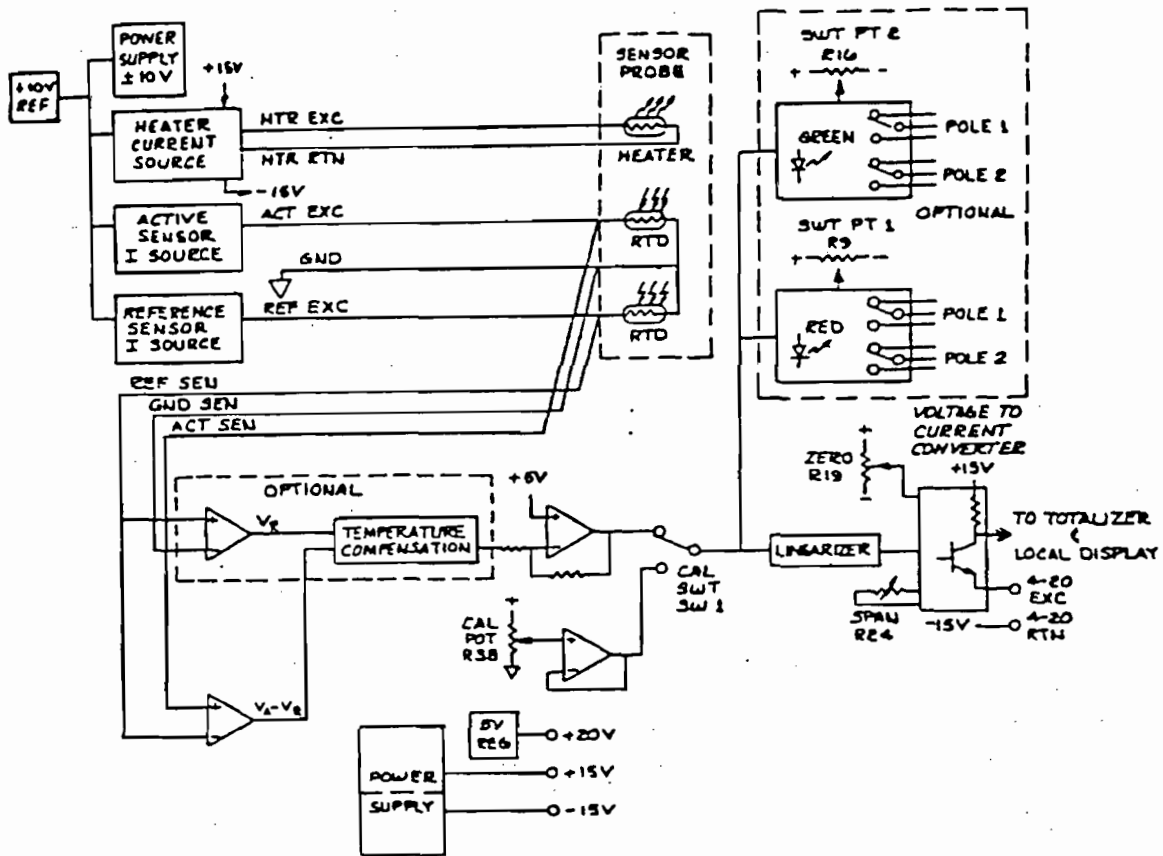 POWER
SUPPLY
±10V
+10V
REF
+15V
HEATER
CURRENT
SOURCE
-15V
HTR EXC
HTR RTN
ACTIVE
SENSOR
I SOURCE
ACT EXC
GND
REFERENCE
SENSOR
I SOURCE
REF EXC
SENSOR
PROBE
HEATER
RTD
RTD
SWT PT 2
R16
+ -
GREEN
POLE 1
POLE 2
OPTIONAL
SWT PT 1
R9
+ -
RED
POLE 1
POLE 2
REF SEN
GND SEN
ACT SEN
OPTIONAL
+ -
VR
TEMPERATURE
COMPENSATION
+5V
+ -
CAL
SWT
SW1
+
CAL
POT
R38
+ -
+ -
VA-VR
LINEARIZER
VOLTAGE TO
CURRENT
CONVERTER
+15V
+
ZERO
R19
-
TO TOTALIZER
&
LOCAL DISPLAY
SPAN
R24
4-20
EXC
-15V
4-20
RTN
5V
REG
+20V
POWER
SUPPLY
+15V
-15V